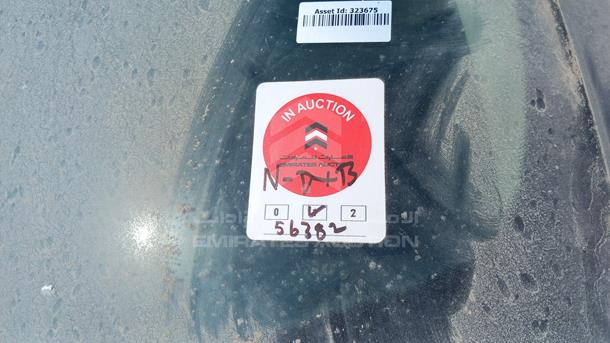 Asset Id: 323675
IN AUCTION
EMIRATES AUCTION
N-D+B
0 ✓ 2
56382
EMIRATES AUCTION